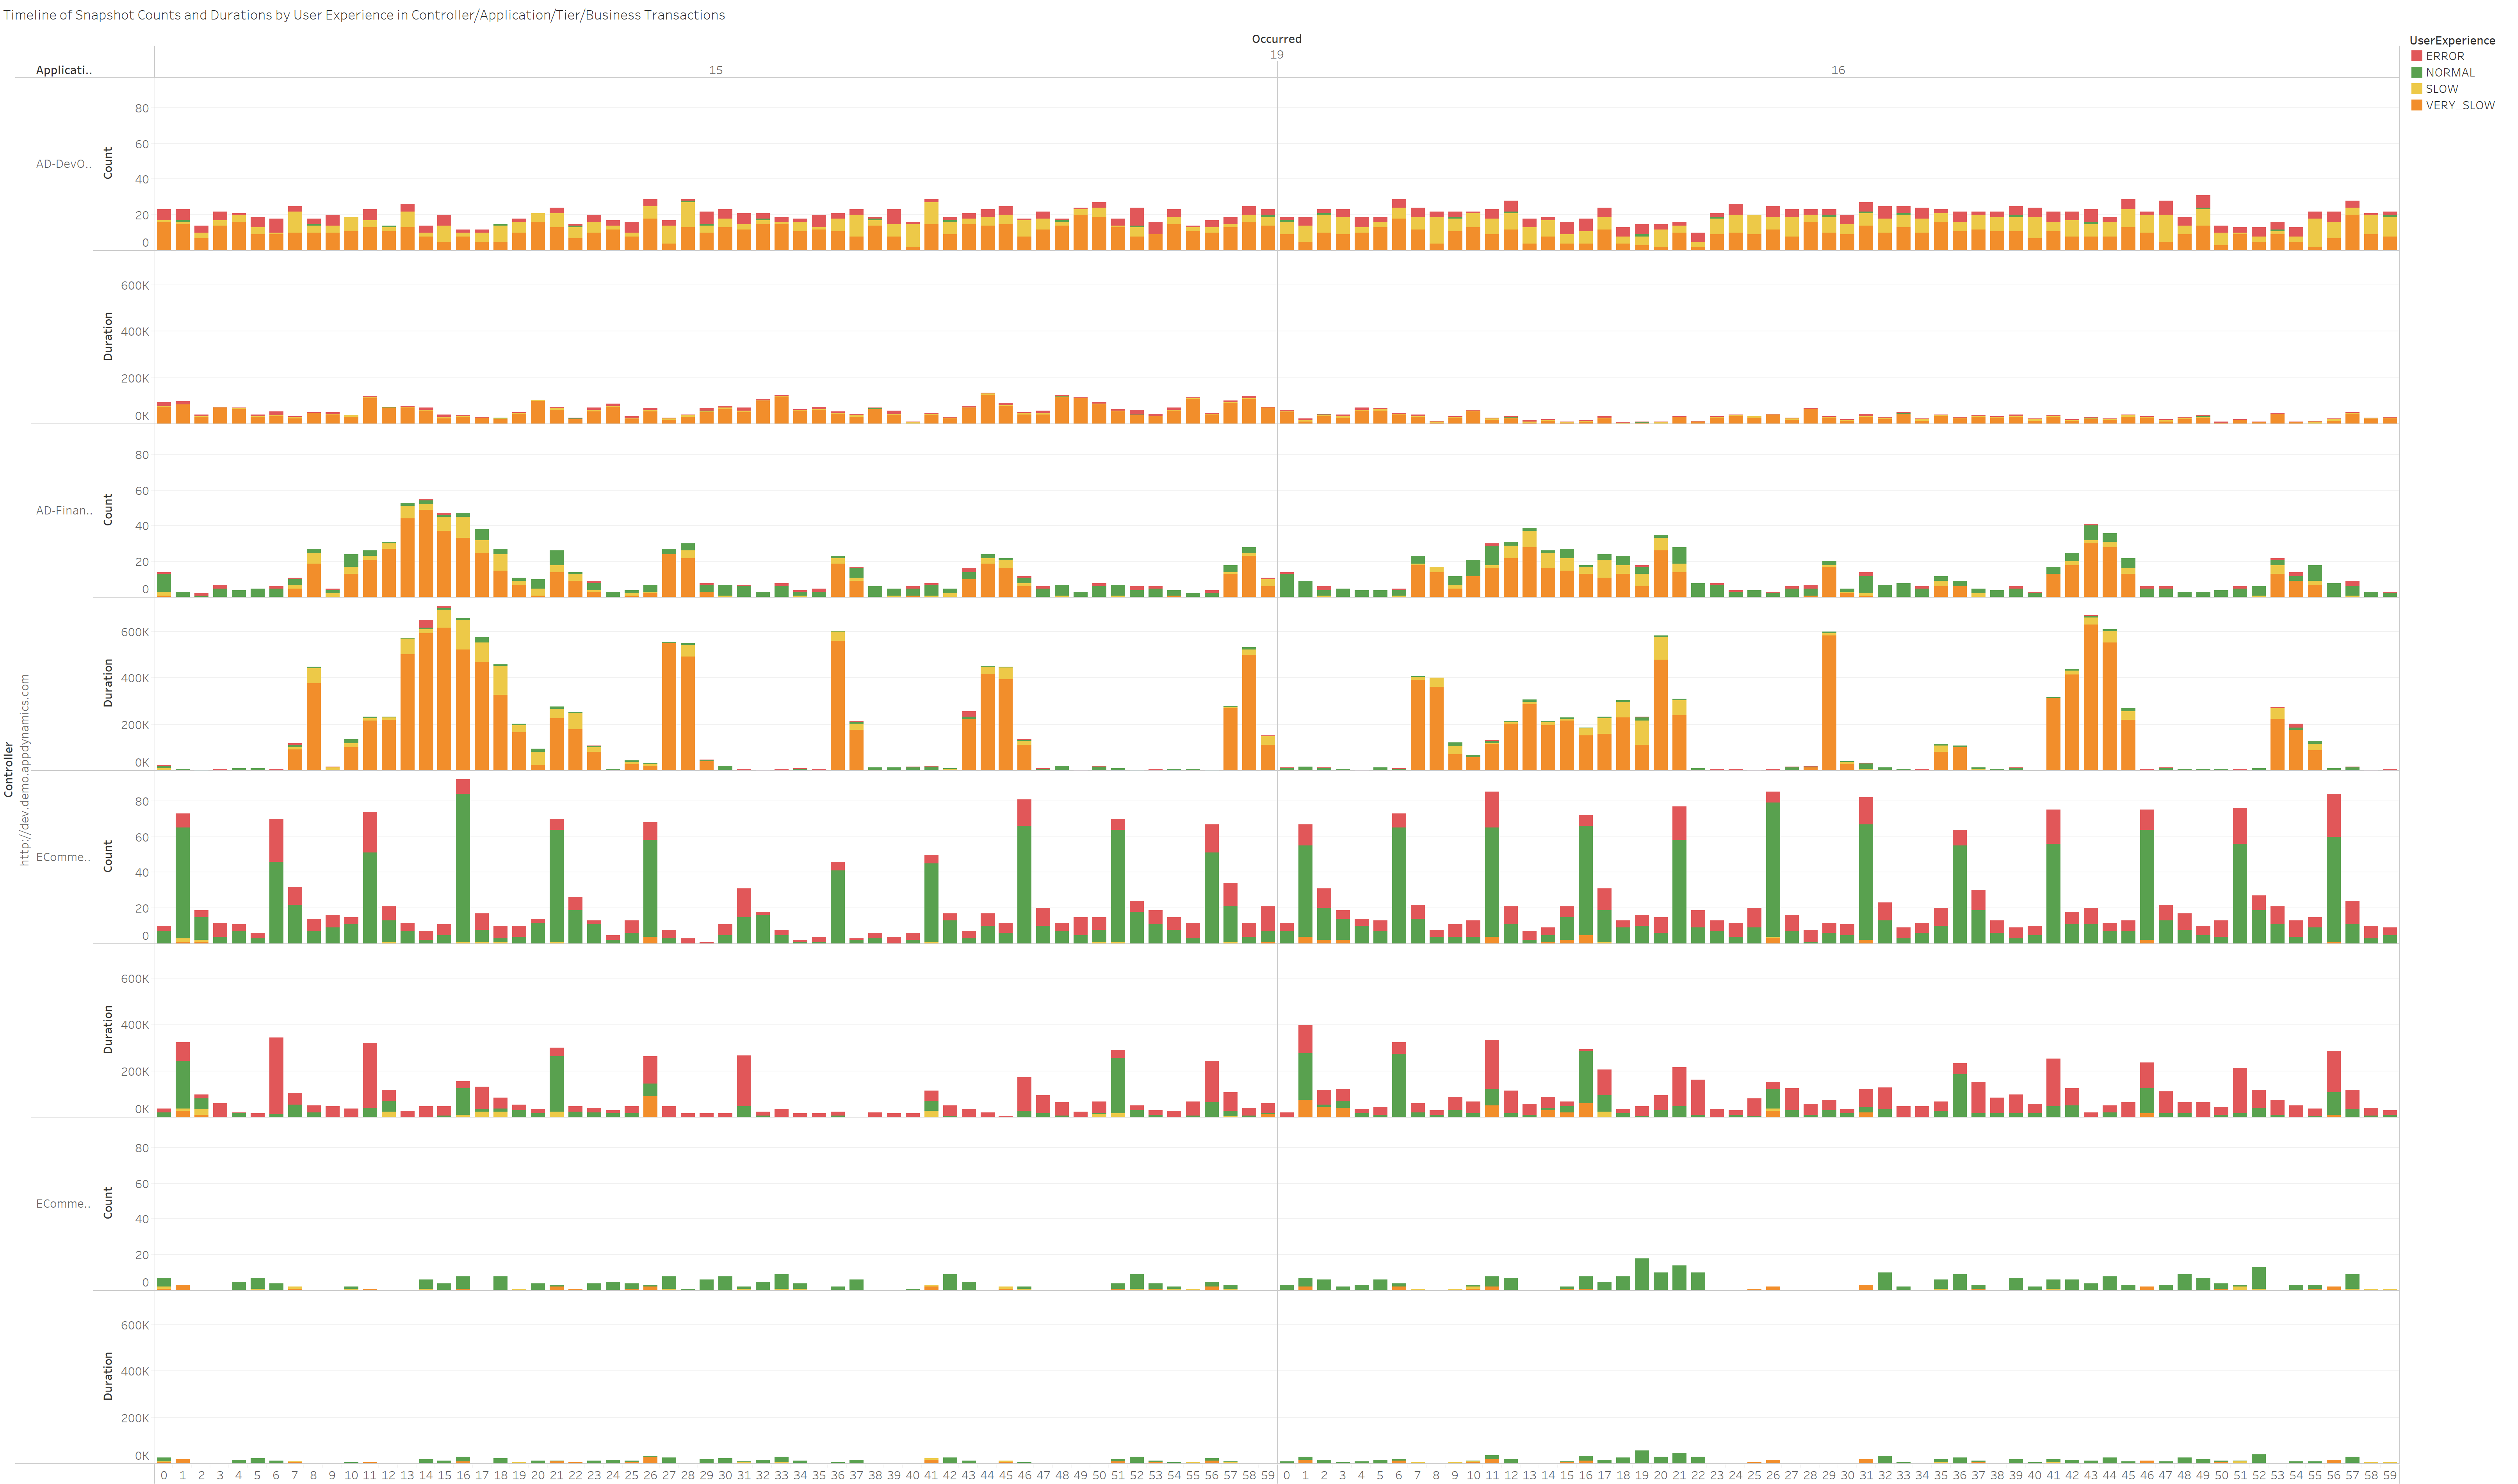 Timeline of Snapshot Counts and Durations by User Experience in Controller/Application/Tier/Business Transactions
Occurred
19
Applicati..
15
16
UserExperience
ERROR
NORMAL
SLOW
VERY_SLOW
Controller
http://dev.demo.appdynamics.com
AD-DevO..
Count
80
60
40
20
0
Duration
600K
400K
200K
0K
AD-Finan..
Count
80
60
40
20
0
Duration
600K
400K
200K
0K
EComme..
Count
80
60
40
20
0
Duration
600K
400K
200K
0K
EComme..
Count
80
60
40
20
0
Duration
600K
400K
200K
0K
0 1 2 3 4 5 6 7 8 9 10 11 12 13 14 15 16 17 18 19 20 21 22 23 24 25 26 27 28 29 30 31 32 33 34 35 36 37 38 39 40 41 42 43 44 45 46 47 48 49 50 51 52 53 54 55 56 57 58 59 0 1 2 3 4 5 6 7 8 9 10 11 12 13 14 15 16 17 18 19 20 21 22 23 24 25 26 27 28 29 30 31 32 33 34 35 36 37 38 39 40 41 42 43 44 45 46 47 48 49 50 51 52 53 54 55 56 57 58 59